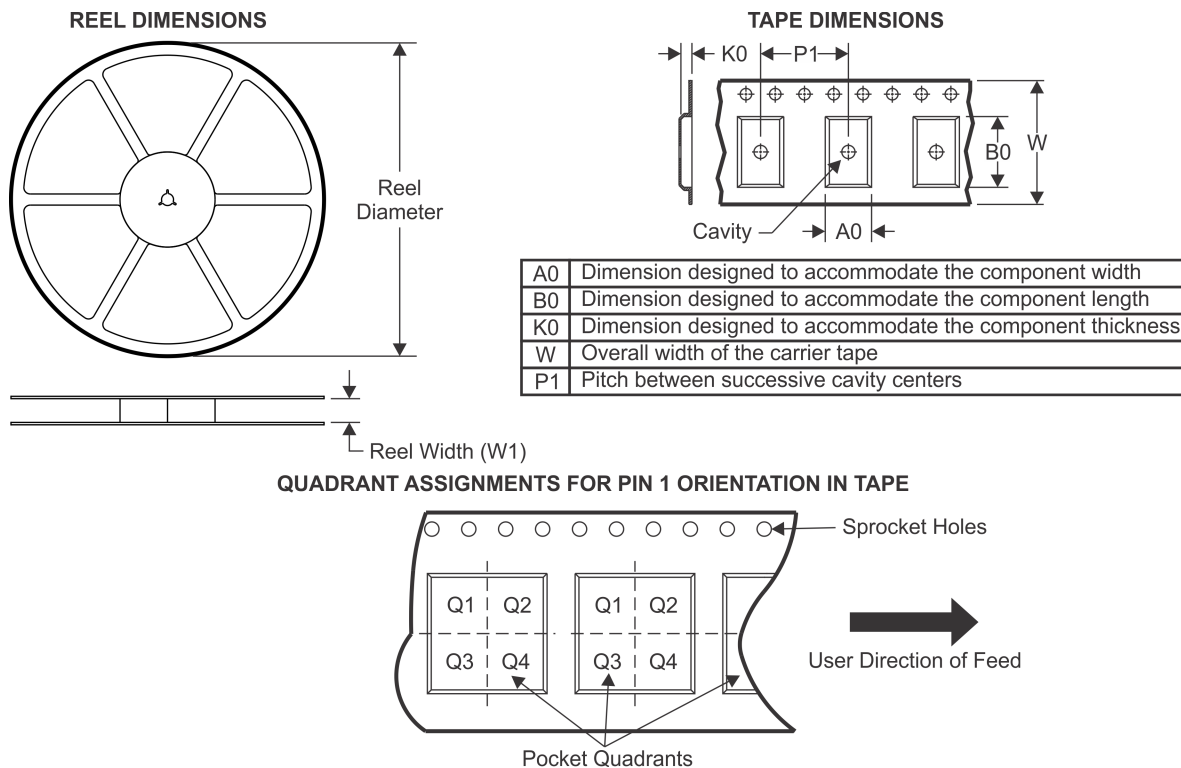 REEL DIMENSIONS
Reel
Diameter
Reel Width (W1)
TAPE DIMENSIONS
K0
P1
B0
W
Cavity
A0
A0 Dimension designed to accommodate the component width
B0 Dimension designed to accommodate the component length
K0 Dimension designed to accommodate the component thickness
W Overall width of the carrier tape
P1 Pitch between successive cavity centers
QUADRANT ASSIGNMENTS FOR PIN 1 ORIENTATION IN TAPE
Sprocket Holes
Q1 Q2 Q1 Q2
Q3 Q4 Q3 Q4
User Direction of Feed
Pocket Quadrants